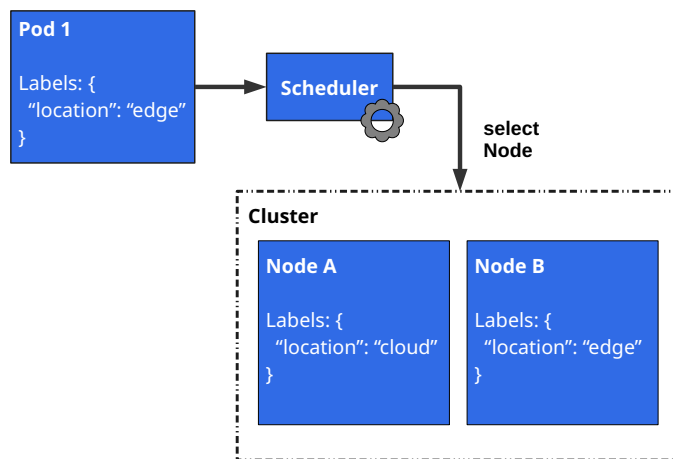 Pod 1
Labels: {
“location”: “edge”
}
Scheduler
select
Node
Cluster
Node A
Labels: {
“location”: “cloud”
}
Node B
Labels: {
“location”: “edge”
}